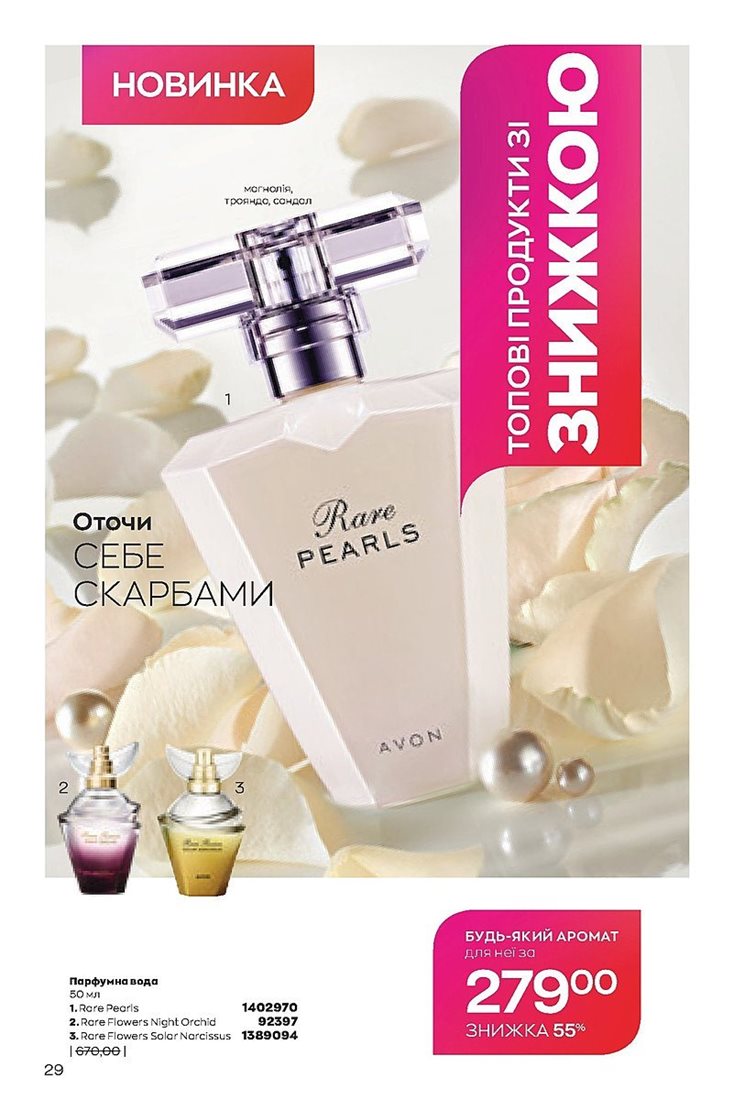 НОВИНКА
ТОПОВІ ПРОДУКТИ ЗІ
ЗНИЖКОЮ
магнолія,
троянда, сандал
1
Rare
PEARLS
AVON
Оточи
СЕБЕ
СКАРБАМИ
2
3
БУДЬ-ЯКИЙ АРОМАТ
для неї за
279⁰⁰
ЗНИЖКА 55%
Парфумна вода
50 мл
1. Rare Pearls 1402970
2. Rare Flowers Night Orchid 92397
3. Rare Flowers Solar Narcissus 1389094
| 670,00 |
29